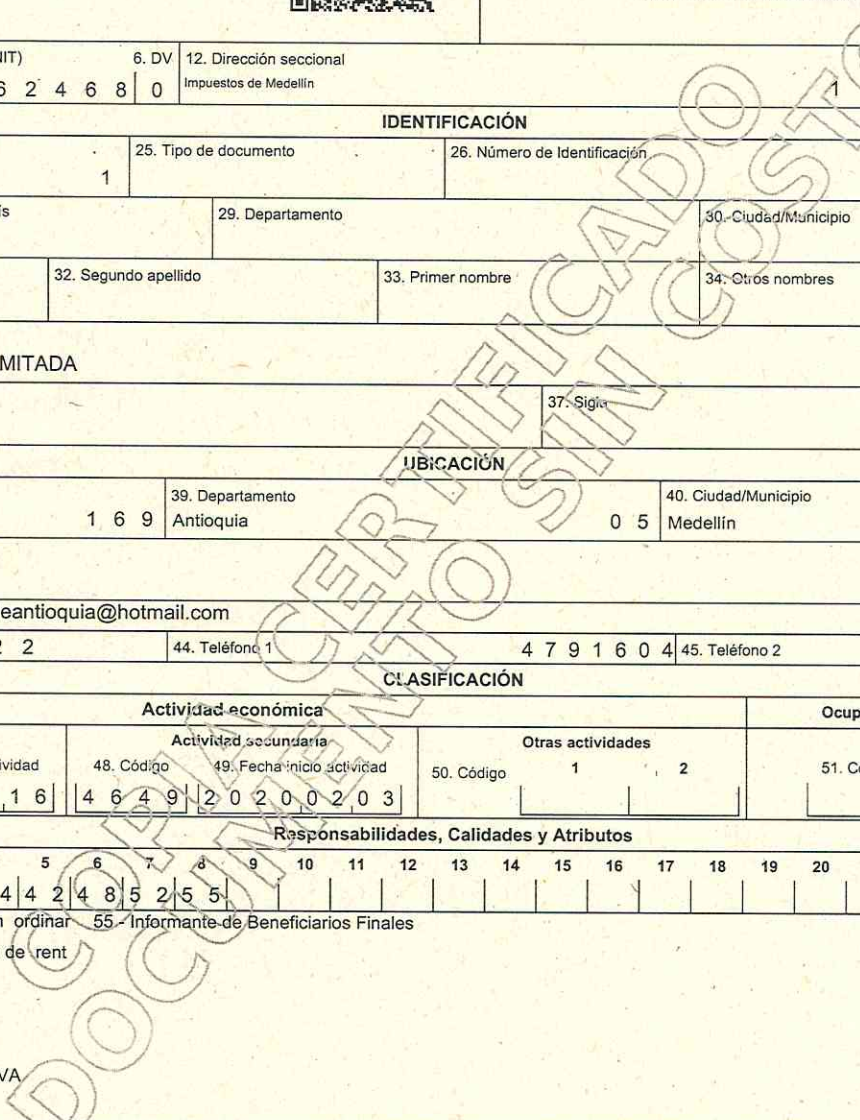 NIT) 6. DV 12. Dirección seccional
6 2 4 6 8 0 Impuestos de Medellín 1
IDENTIFICACIÓN
25. Tipo de documento 26. Número de Identificación
1
29. Departamento 30. Ciudad/Municipio
32. Segundo apellido 33. Primer nombre 34. Otros nombres
MITADA
37. Sigla
UBICACIÓN
39. Departamento 40. Ciudad/Municipio
1 6 9 Antioquia 0 5 Medellín
eantioquia@hotmail.com
2 2 44. Teléfono 1 4 7 9 1 6 0 4 45. Teléfono 2
CLASIFICACIÓN
Actividad económica Ocup
Actividad secundaria Otras actividades
vidad 48. Código 49. Fecha inicio actividad 50. Código 1 2 51. C
1 6 4 6 4 9 2 0 2 0 0 2 0 3
Responsabilidades, Calidades y Atributos
5 6 7 8 9 10 11 12 13 14 15 16 17 18 19 20
4 4 2 4 8 5 2 5 5
ordinar 55 - Informante de Beneficiarios Finales
de rent
VA
COPIA CERTIFICADO
DOCUMENTO SIN COSTO